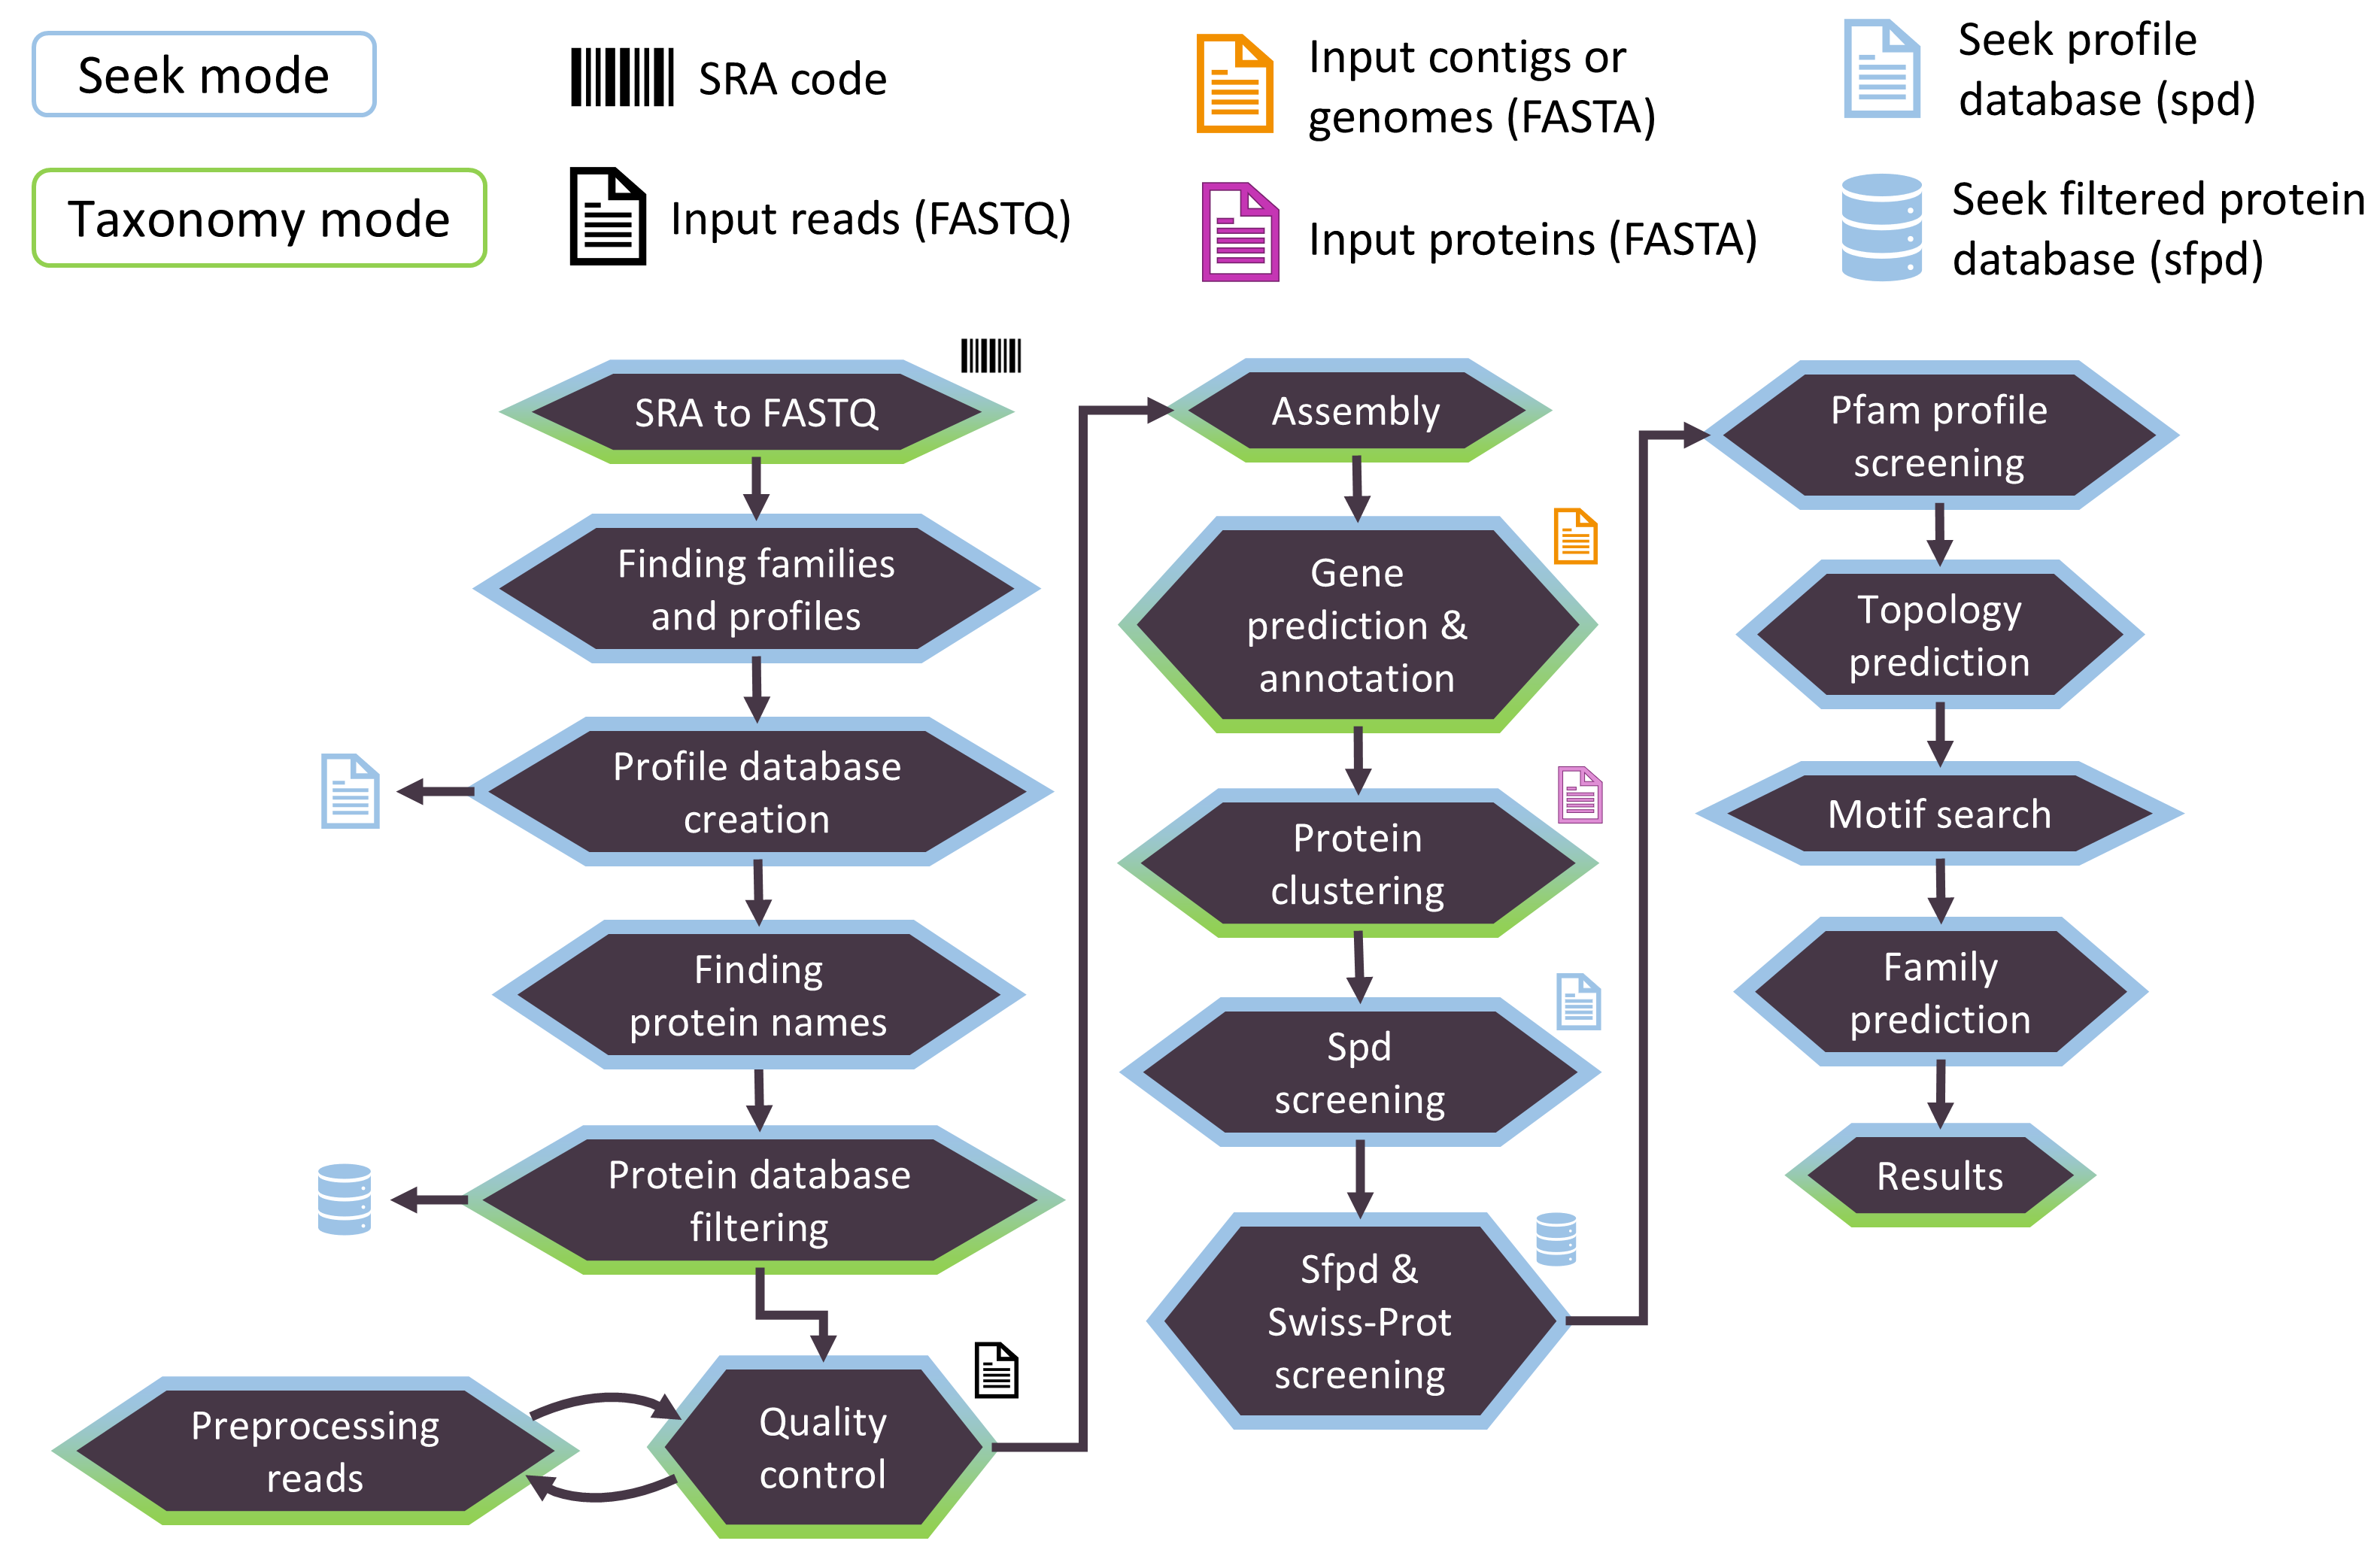 Seek mode
Taxonomy mode
SRA code
Input reads (FASTQ)
Input contigs or
genomes (FASTA)
Input proteins (FASTA)
Seek profile
database (spd)
Seek filtered protein
database (sfpd)
SRA to FASTQ
Finding families
and profiles
Profile database
creation
Finding
protein names
Protein database
filtering
Preprocessing
reads
Quality
control
Assembly
Gene
prediction &
annotation
Protein
clustering
Spd
screening
Sfpd &
Swiss-Prot
screening
Pfam profile
screening
Topology
prediction
Motif search
Family
prediction
Results